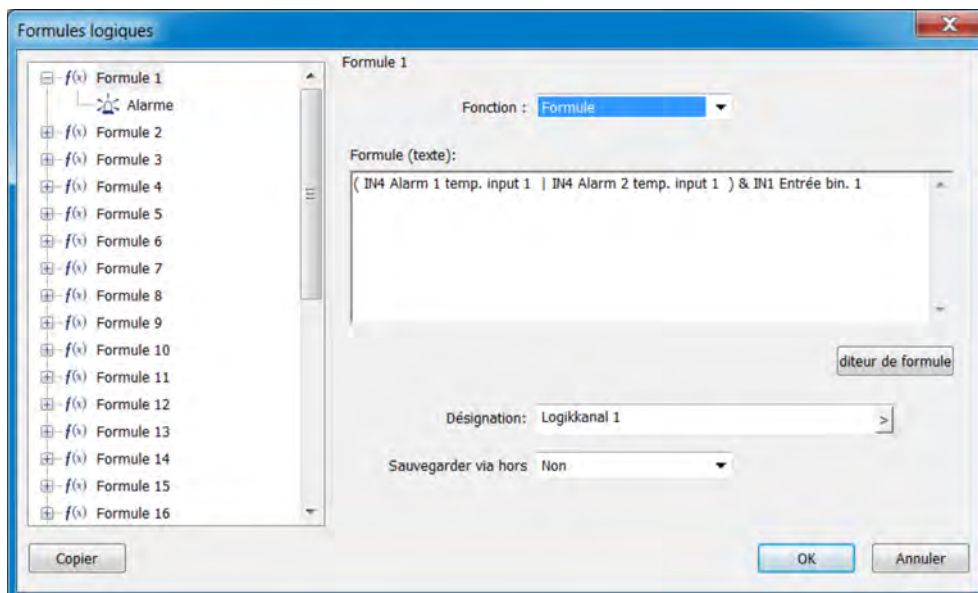 Formules logiques
f(x) Formule 1
Alarme
f(x) Formule 2
f(x) Formule 3
f(x) Formule 4
f(x) Formule 5
f(x) Formule 6
f(x) Formule 7
f(x) Formule 8
f(x) Formule 9
f(x) Formule 10
f(x) Formule 11
f(x) Formule 12
f(x) Formule 13
f(x) Formule 14
f(x) Formule 15
f(x) Formule 16
Formule 1
Fonction : Formule
Formule (texte):
( IN4 Alarm 1 temp. input 1 | IN4 Alarm 2 temp. input 1 ) & IN1 Entrée bin. 1
diteur de formule
Désignation: Logikkanal 1 >
Sauvegarder via hors Non
Copier OK Annuler